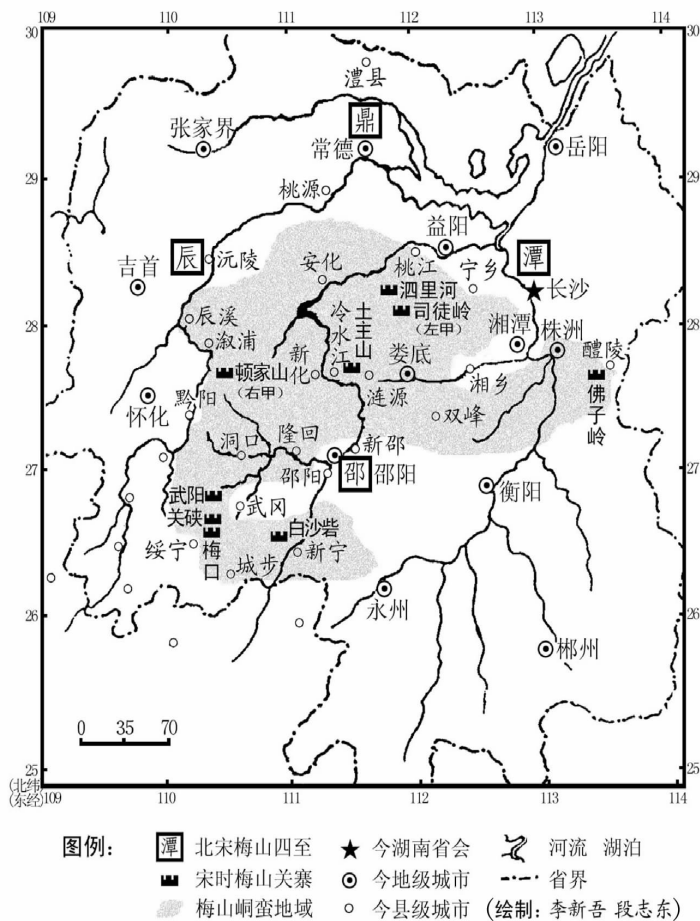 109 110 111 112 113 114
30 30
澧县
鼎
张家界
常德
岳阳
29 29
桃源
益阳
辰
沅陵
潭
吉首
安化
桃江
宁乡
泗里河
长沙
司徒岭
(左甲)
冷水江
土主山
28 28
辰溪
溆浦
湘潭
株洲
醴陵
新化
娄底
顿家山
(右甲)
涟源
湘乡
佛子岭
怀化
黔阳
双峰
洞口
隆回
新邵
27 27
邵阳
邵
邵阳
武阳
关硖
武冈
衡阳
白沙砦
绥宁
梅口
城步
新宁
26 26
永州
郴州
0 35 70
25 25
(北纬)
(东经)
109 110 111 112 113 114
图例：
潭 北宋梅山四至 今湖南省会 河流 湖泊
宋时梅山关寨 今地级城市 省界
梅山峒蛮地域 今县级城市 (绘制：李新吾 段志东)